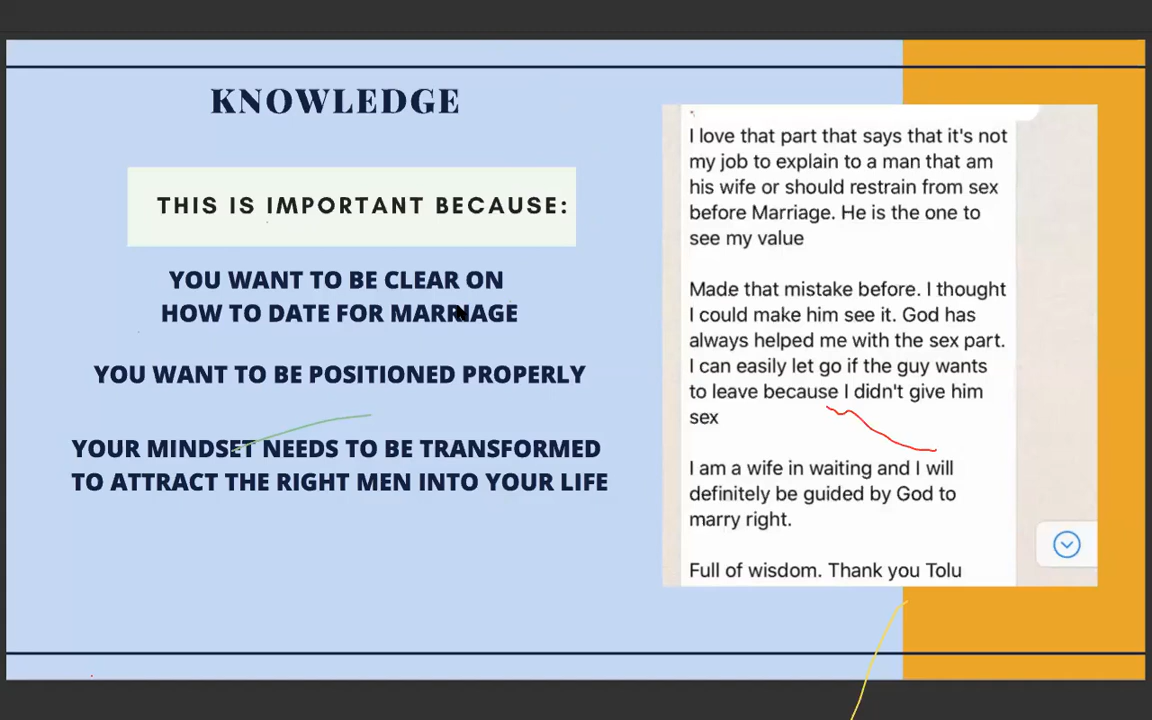 KNOWLEDGE
THIS IS IMPORTANT BECAUSE:
YOU WANT TO BE CLEAR ON
HOW TO DATE FOR MARRIAGE
YOU WANT TO BE POSITIONED PROPERLY
YOUR MINDSET NEEDS TO BE TRANSFORMED
TO ATTRACT THE RIGHT MEN INTO YOUR LIFE
I love that part that says that it's not
my job to explain to a man that am
his wife or should restrain from sex
before Marriage. He is the one to
see my value
Made that mistake before. I thought
I could make him see it. God has
always helped me with the sex part.
I can easily let go if the guy wants
to leave because I didn't give him
sex
I am a wife in waiting and I will
definitely be guided by God to
marry right.
Full of wisdom. Thank you Tolu